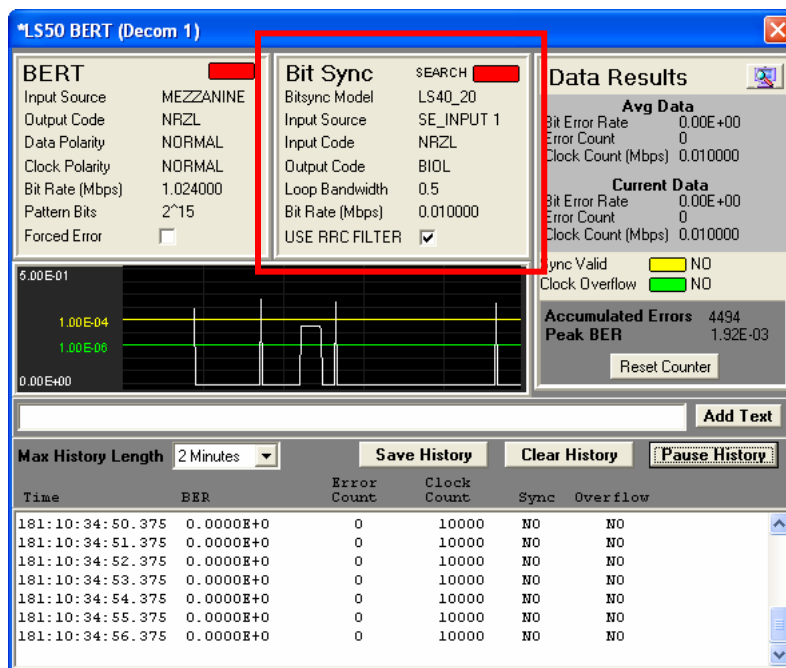 *LS50 BERT (Decom 1)
BERT
Input Source MEZZANINE
Output Code NRZL
Data Polarity NORMAL
Clock Polarity NORMAL
Bit Rate (Mbps) 1.024000
Pattern Bits 2^15
Forced Error
Bit Sync SEARCH
Bitsync Model LS40_20
Input Source SE_INPUT 1
Input Code NRZL
Output Code BIOL
Loop Bandwidth 0.5
Bit Rate (Mbps) 0.010000
USE RRC FILTER
Data Results
Avg Data
Bit Error Rate 0.00E+00
Error Count 0
Clock Count (Mbps) 0.010000
Current Data
Bit Error Rate 0.00E+00
Error Count 0
Clock Count (Mbps) 0.010000
Sync Valid NO
Clock Overflow NO
Accumulated Errors 4494
Peak BER 1.92E-03
Reset Counter
5.00E-01
1.00E-04
1.00E-06
0.00E+00
Add Text
Max History Length 2 Minutes Save History Clear History Pause History
Error Clock
Time BER Count Count Sync Overflow
181:10:34:50.375 0.0000E+0 0 10000 NO NO
181:10:34:51.375 0.0000E+0 0 10000 NO NO
181:10:34:52.375 0.0000E+0 0 10000 NO NO
181:10:34:53.375 0.0000E+0 0 10000 NO NO
181:10:34:54.375 0.0000E+0 0 10000 NO NO
181:10:34:55.375 0.0000E+0 0 10000 NO NO
181:10:34:56.375 0.0000E+0 0 10000 NO NO